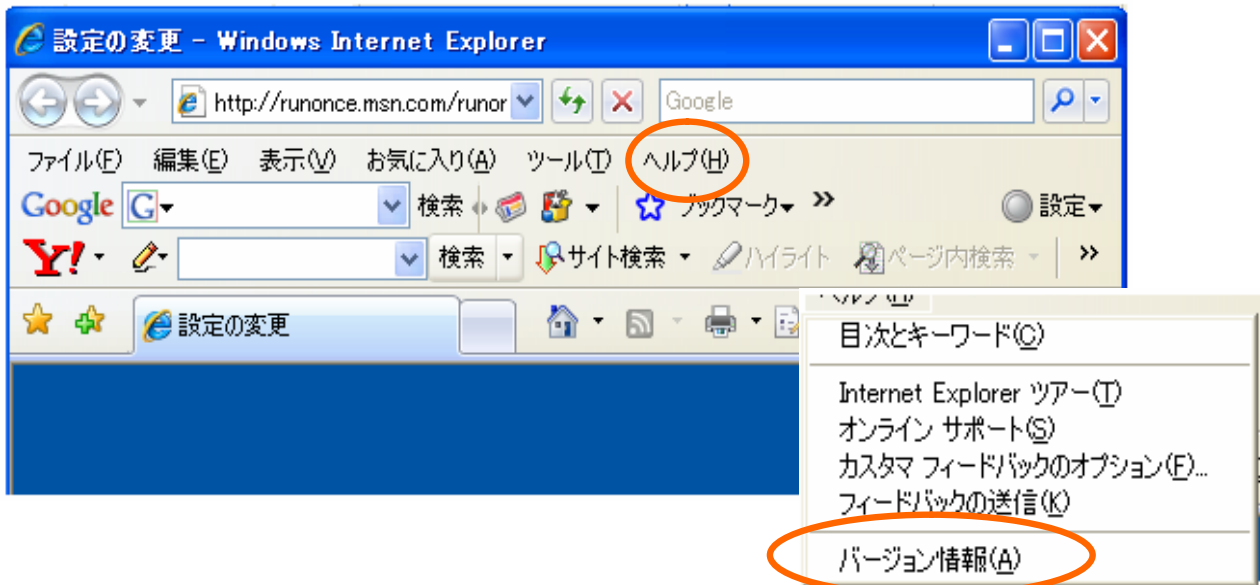 設定の変更 - Windows Internet Explorer
http://runonce.msn.com/runor
Google
ファイル(F) 編集(E) 表示(V) お気に入り(A) ツール(T) ヘルプ(H)
Google G 検索 ブックマーク 設定
Y! 検索 サイト検索 ハイライト ページ内検索
設定の変更
ヘルプ(H)
目次とキーワード(C)
Internet Explorer ツアー(T)
オンライン サポート(S)
カスタマ フィードバックのオプション(F)...
フィードバックの送信(K)
バージョン情報(A)